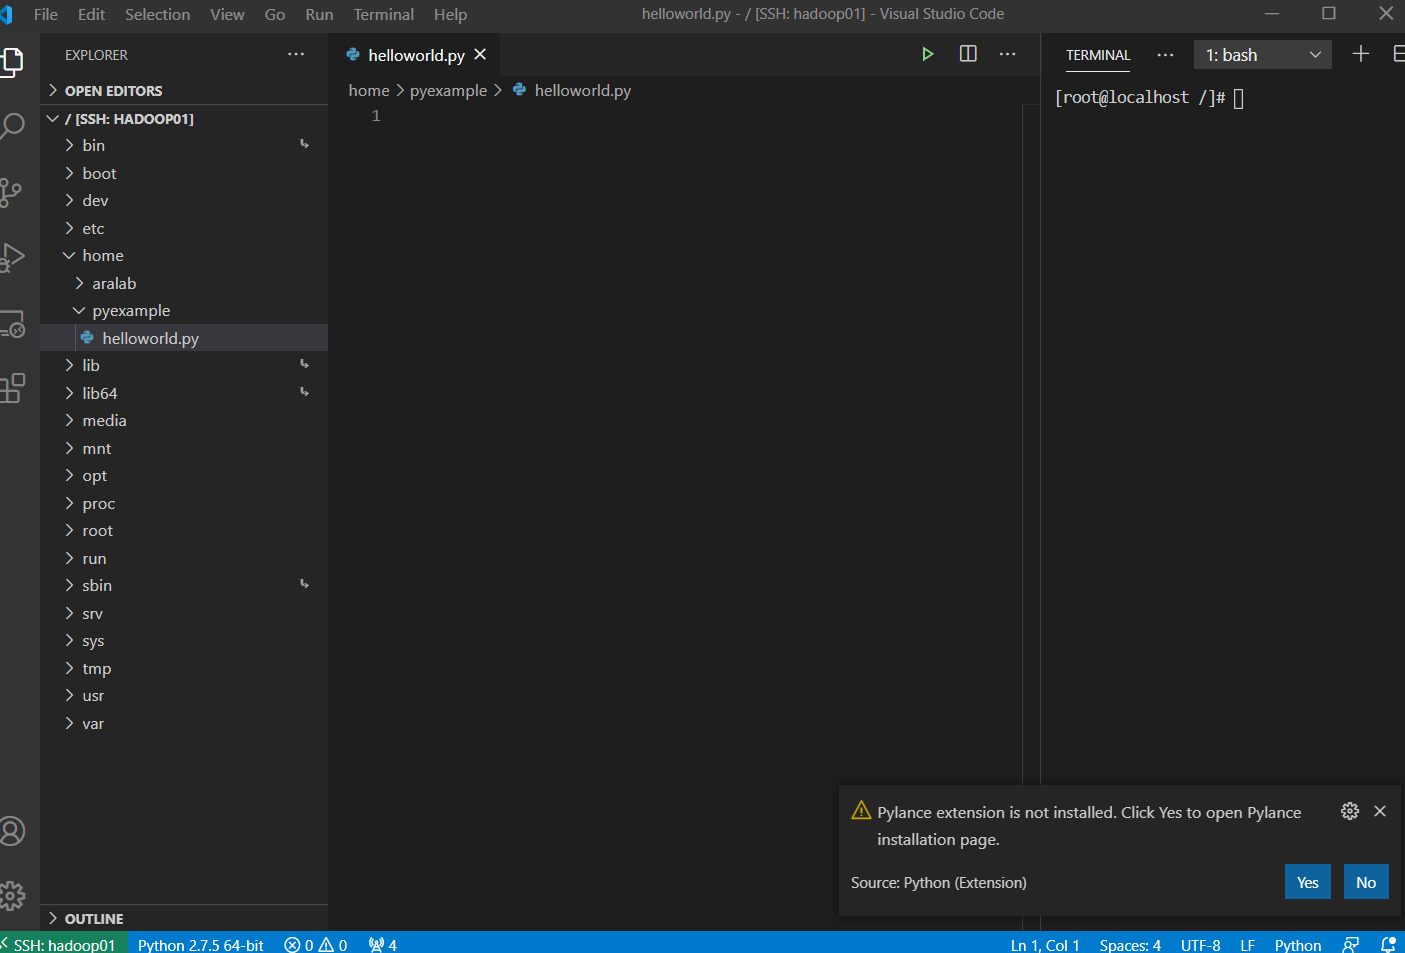 File Edit Selection View Go Run Terminal Help helloworld.py - / [SSH: hadoop01] - Visual Studio Code
EXPLORER
OPEN EDITORS
/ [SSH: HADOOP01]
bin
boot
dev
etc
home
aralab
pyexample
helloworld.py
lib
lib64
media
mnt
opt
proc
root
run
sbin
srv
sys
tmp
usr
var
OUTLINE
helloworld.py
home > pyexample > helloworld.py
1
TERMINAL 1: bash
[root@localhost /]#
Pylance extension is not installed. Click Yes to open Pylance
installation page.
Source: Python (Extension) Yes No
SSH: hadoop01 Python 2.7.5 64-bit 0 0 4 Ln 1, Col 1 Spaces: 4 UTF-8 LF Python